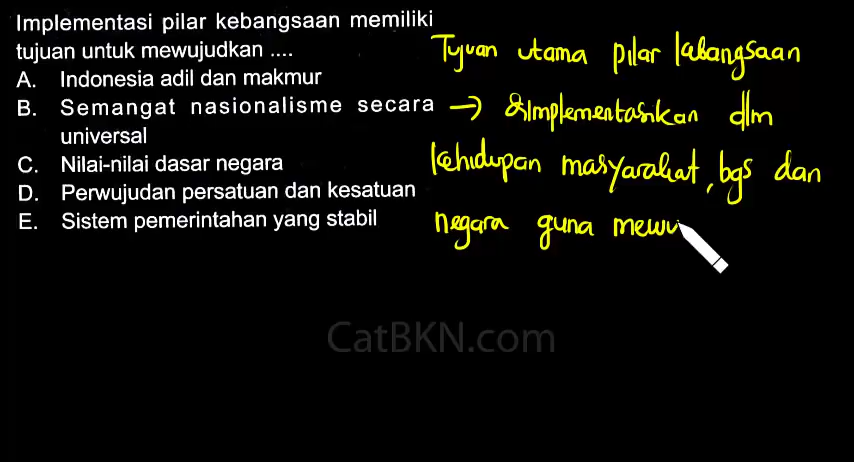 Implementasi pilar kebangsaan memiliki
tujuan untuk mewujudkan ....
A. Indonesia adil dan makmur
B. Semangat nasionalisme secara
universal
C. Nilai-nilai dasar negara
D. Perwujudan persatuan dan kesatuan
E. Sistem pemerintahan yang stabil
Tujuan utama pilar kebangsaan
→ diimplementasikan dlm
kehidupan masyarakat, bgs dan
negara guna mewu
CatBKN.com